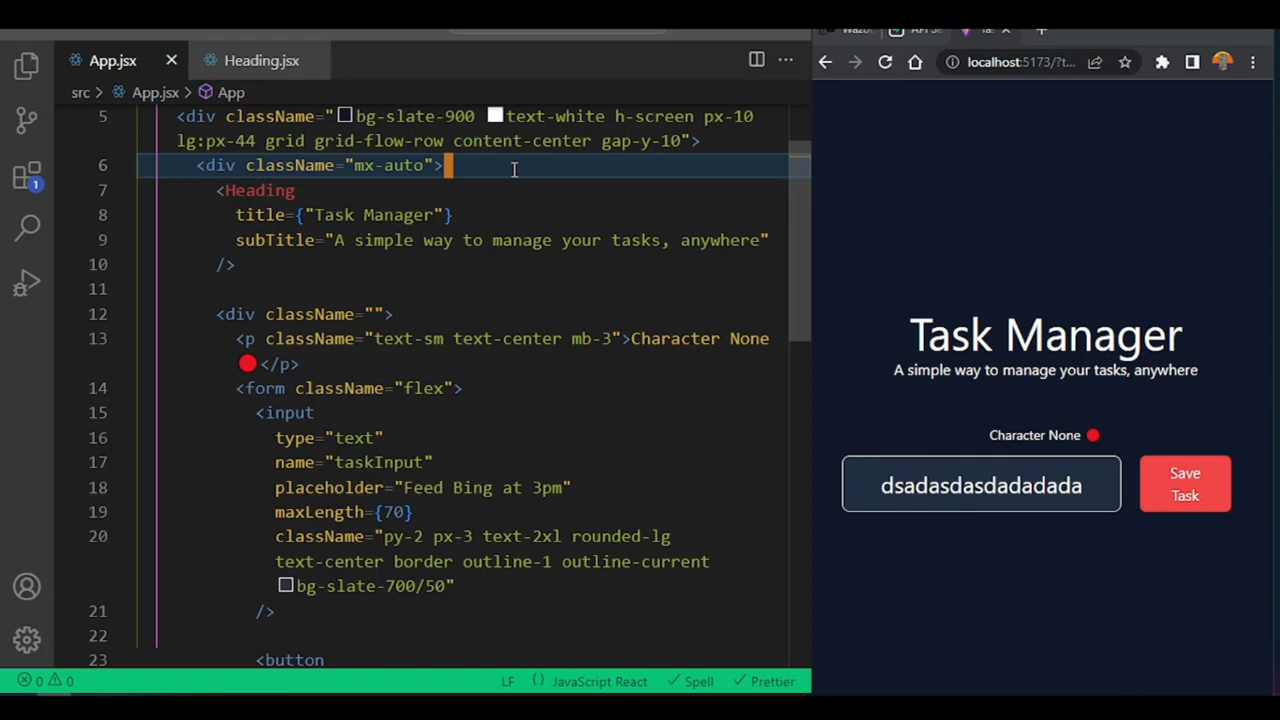 App.jsx
Heading.jsx
src > App.jsx > App
5 <div className="bg-slate-900 text-white h-screen px-10
lg:px-44 grid grid-flow-row content-center gap-y-10">
6 <div className="mx-auto">
7 <Heading
8 title={"Task Manager"}
9 subTitle="A simple way to manage your tasks, anywhere"
10 />
11
12 <div className="">
13 <p className="text-sm text-center mb-3">Character None
🔴</p>
14 <form className="flex">
15 <input
16 type="text"
17 name="taskInput"
18 placeholder="Feed Bing at 3pm"
19 maxLength={70}
20 className="py-2 px-3 text-2xl rounded-lg
text-center border outline-1 outline-current
bg-slate-700/50"
21 />
22
23 <button
1
0 0
LF {} JavaScript React Spell Prettier
localhost:5173/?t...
Task Manager
A simple way to manage your tasks, anywhere
Character None 🔴
dsadasdasdadadada
Save
Task